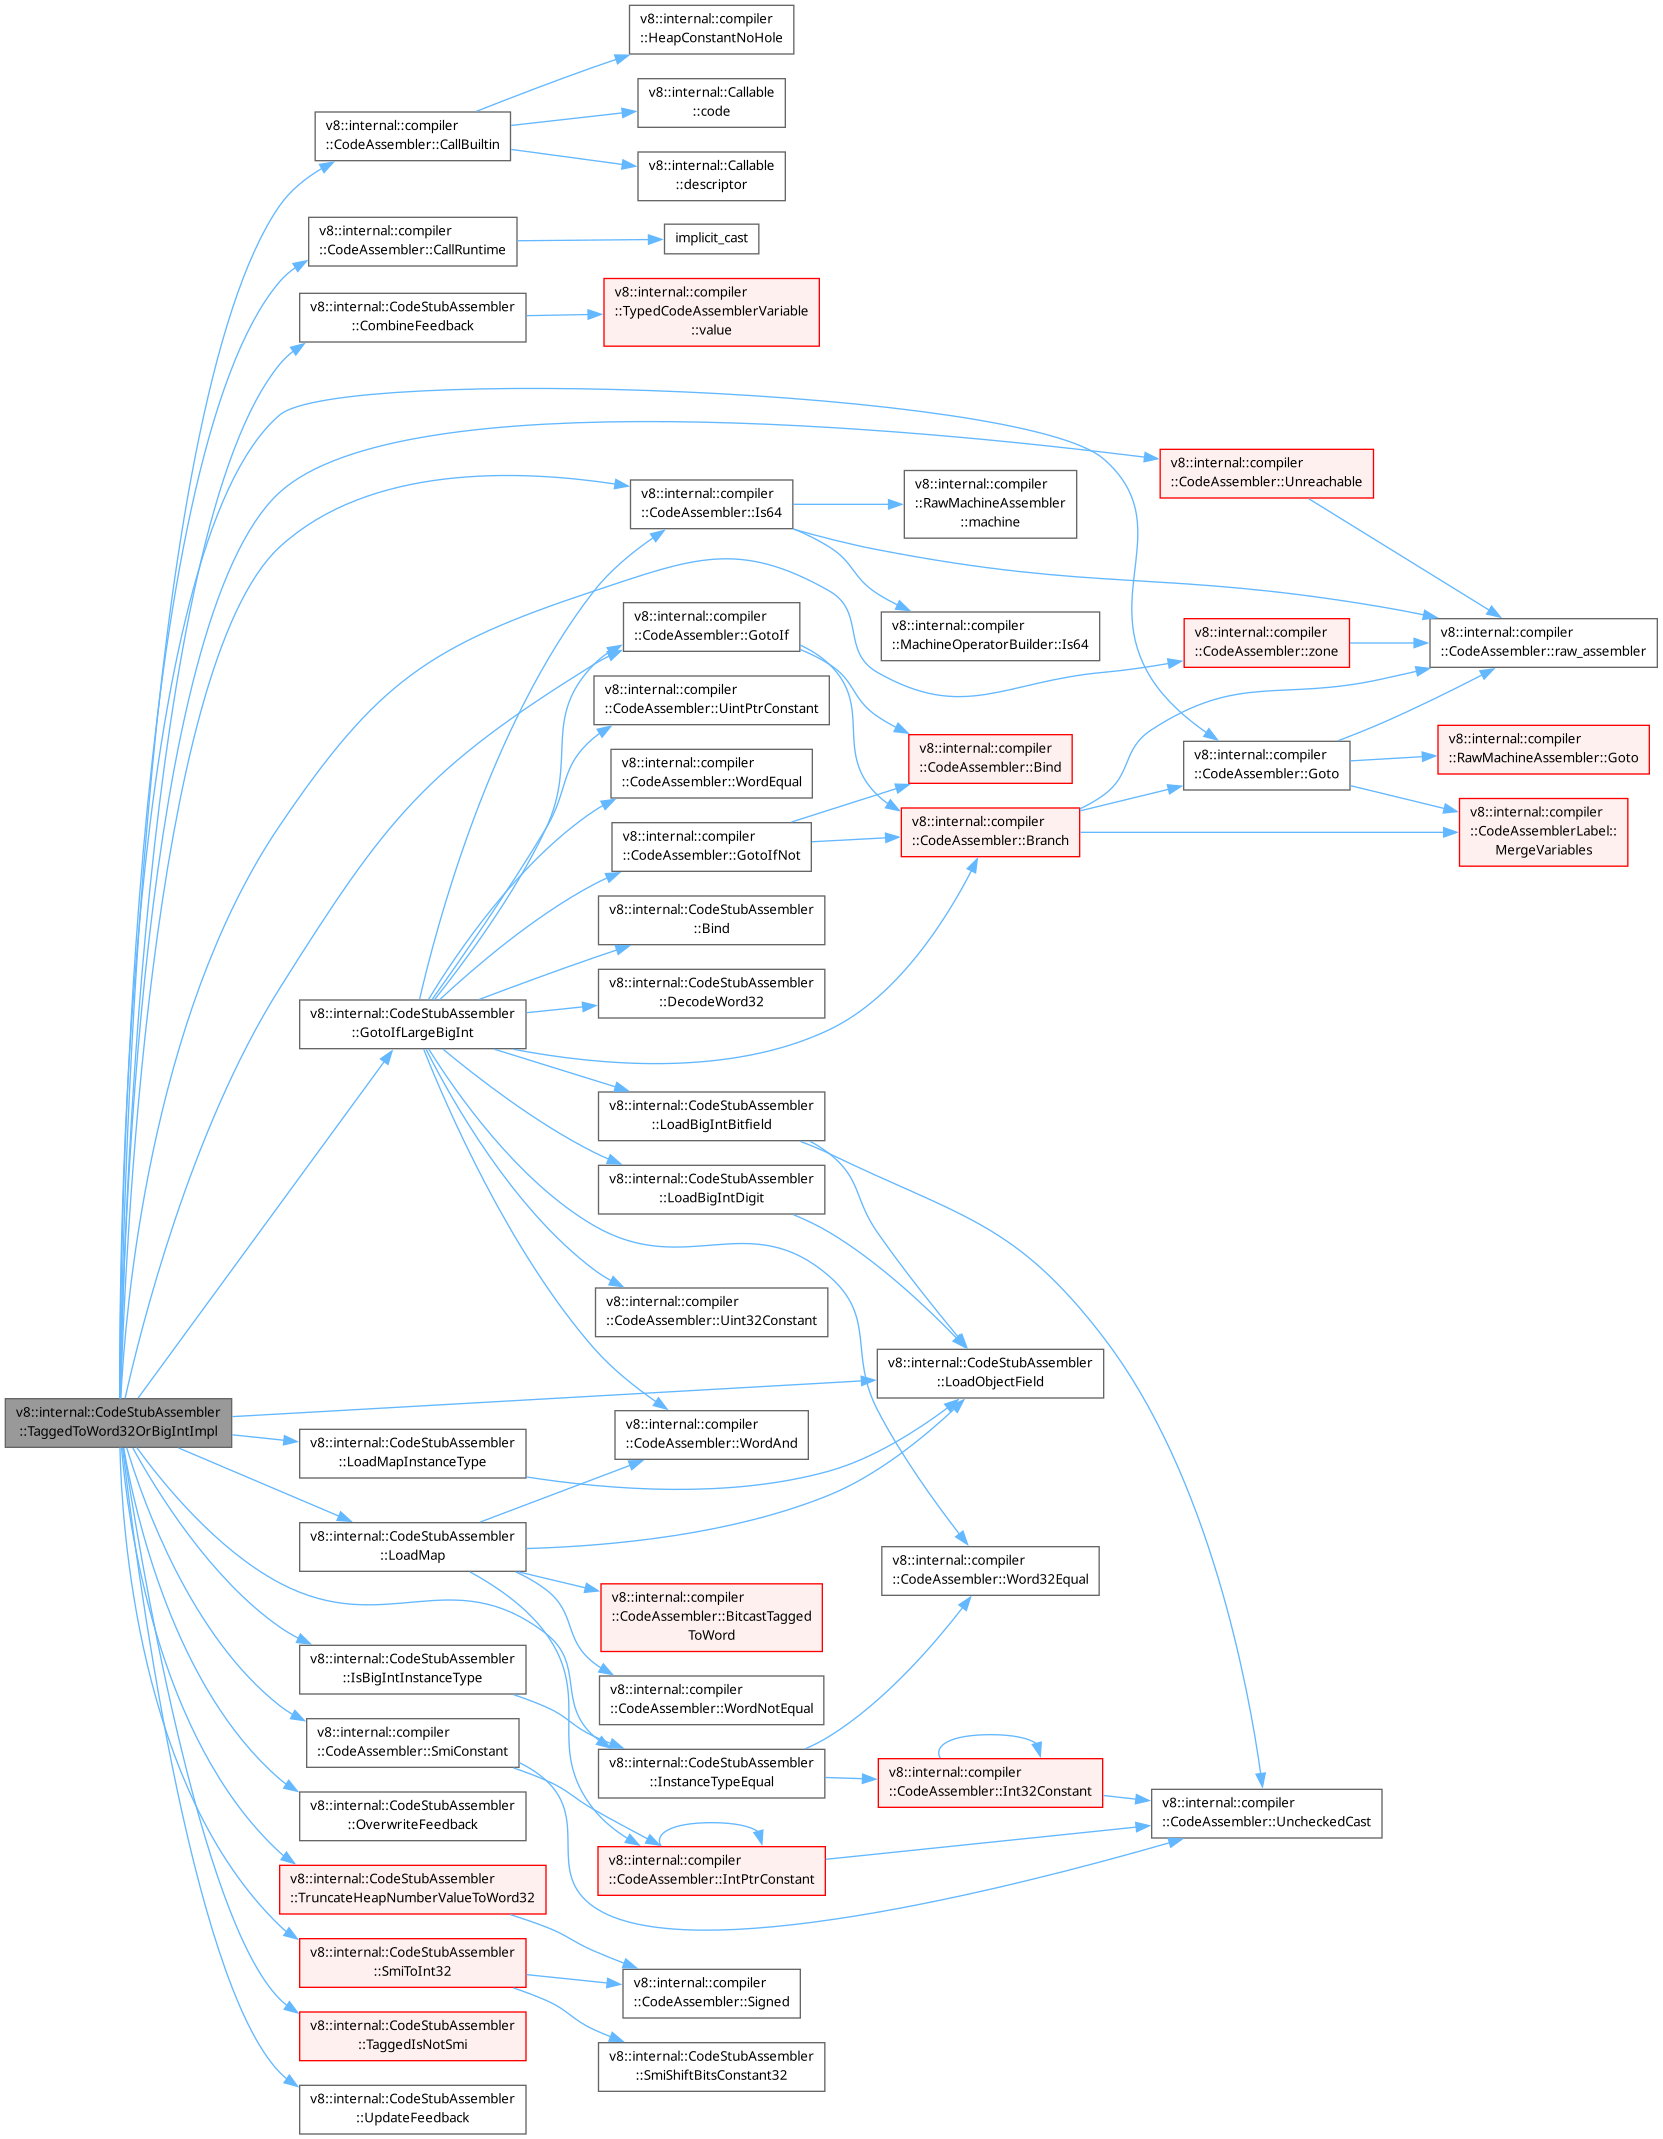 v8::internal::compiler
::HeapConstantNoHole
v8::internal::Callable
::code
v8::internal::compiler
::CodeAssembler::CallBuiltin
v8::internal::Callable
::descriptor
v8::internal::compiler
::CodeAssembler::CallRuntime
implicit_cast
v8::internal::CodeStubAssembler
::CombineFeedback
v8::internal::compiler
::TypedCodeAssemblerVariable
::value
v8::internal::compiler
::CodeAssembler::Unreachable
v8::internal::compiler
::CodeAssembler::Is64
v8::internal::compiler
::RawMachineAssembler
::machine
v8::internal::compiler
::CodeAssembler::GotoIf
v8::internal::compiler
::MachineOperatorBuilder::Is64
v8::internal::compiler
::CodeAssembler::zone
v8::internal::compiler
::CodeAssembler::raw_assembler
v8::internal::compiler
::CodeAssembler::UintPtrConstant
v8::internal::compiler
::CodeAssembler::Bind
v8::internal::compiler
::CodeAssembler::Goto
v8::internal::compiler
::RawMachineAssembler::Goto
v8::internal::compiler
::CodeAssembler::WordEqual
v8::internal::compiler
::CodeAssembler::GotoIfNot
v8::internal::compiler
::CodeAssembler::Branch
v8::internal::compiler
::CodeAssemblerLabel::
MergeVariables
v8::internal::CodeStubAssembler
::Bind
v8::internal::CodeStubAssembler
::DecodeWord32
v8::internal::CodeStubAssembler
::GotoIfLargeBigInt
v8::internal::CodeStubAssembler
::LoadBigIntBitfield
v8::internal::CodeStubAssembler
::LoadBigIntDigit
v8::internal::compiler
::CodeAssembler::Uint32Constant
v8::internal::CodeStubAssembler
::LoadObjectField
v8::internal::CodeStubAssembler
::TaggedToWord32OrBigIntImpl
v8::internal::compiler
::CodeAssembler::WordAnd
v8::internal::CodeStubAssembler
::LoadMapInstanceType
v8::internal::CodeStubAssembler
::LoadMap
v8::internal::compiler
::CodeAssembler::Word32Equal
v8::internal::compiler
::CodeAssembler::BitcastTagged
ToWord
v8::internal::CodeStubAssembler
::IsBigIntInstanceType
v8::internal::compiler
::CodeAssembler::WordNotEqual
v8::internal::compiler
::CodeAssembler::SmiConstant
v8::internal::CodeStubAssembler
::InstanceTypeEqual
v8::internal::compiler
::CodeAssembler::Int32Constant
v8::internal::compiler
::CodeAssembler::UncheckedCast
v8::internal::CodeStubAssembler
::OverwriteFeedback
v8::internal::compiler
::CodeAssembler::IntPtrConstant
v8::internal::CodeStubAssembler
::TruncateHeapNumberValueToWord32
v8::internal::CodeStubAssembler
::SmiToInt32
v8::internal::compiler
::CodeAssembler::Signed
v8::internal::CodeStubAssembler
::TaggedIsNotSmi
v8::internal::CodeStubAssembler
::SmiShiftBitsConstant32
v8::internal::CodeStubAssembler
::UpdateFeedback